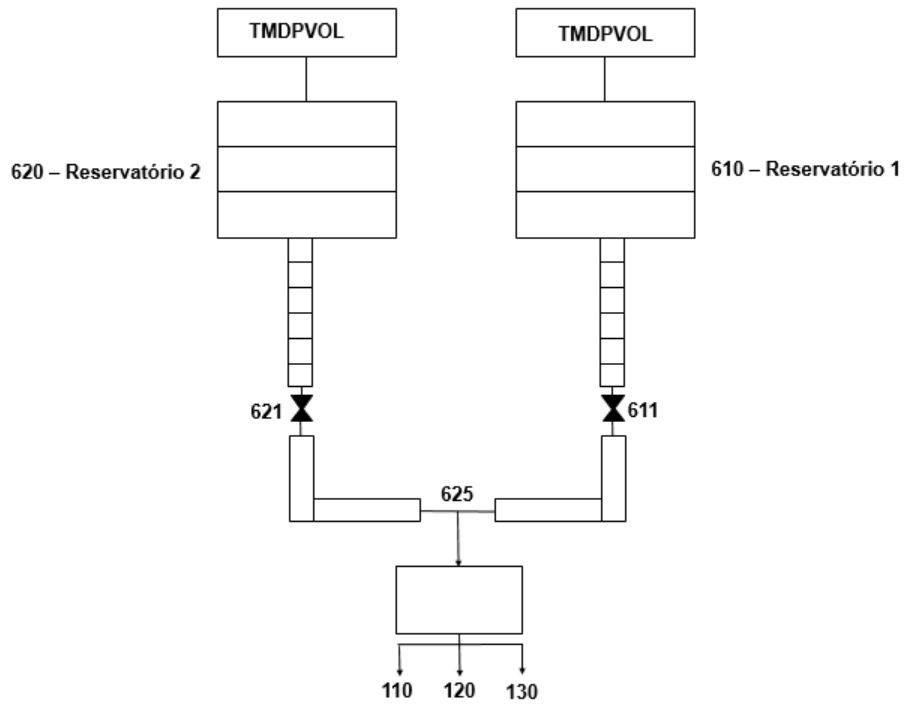 TMDPVOL
TMDPVOL
620 – Reservatório 2
610 – Reservatório 1
621
611
625
110
120
130